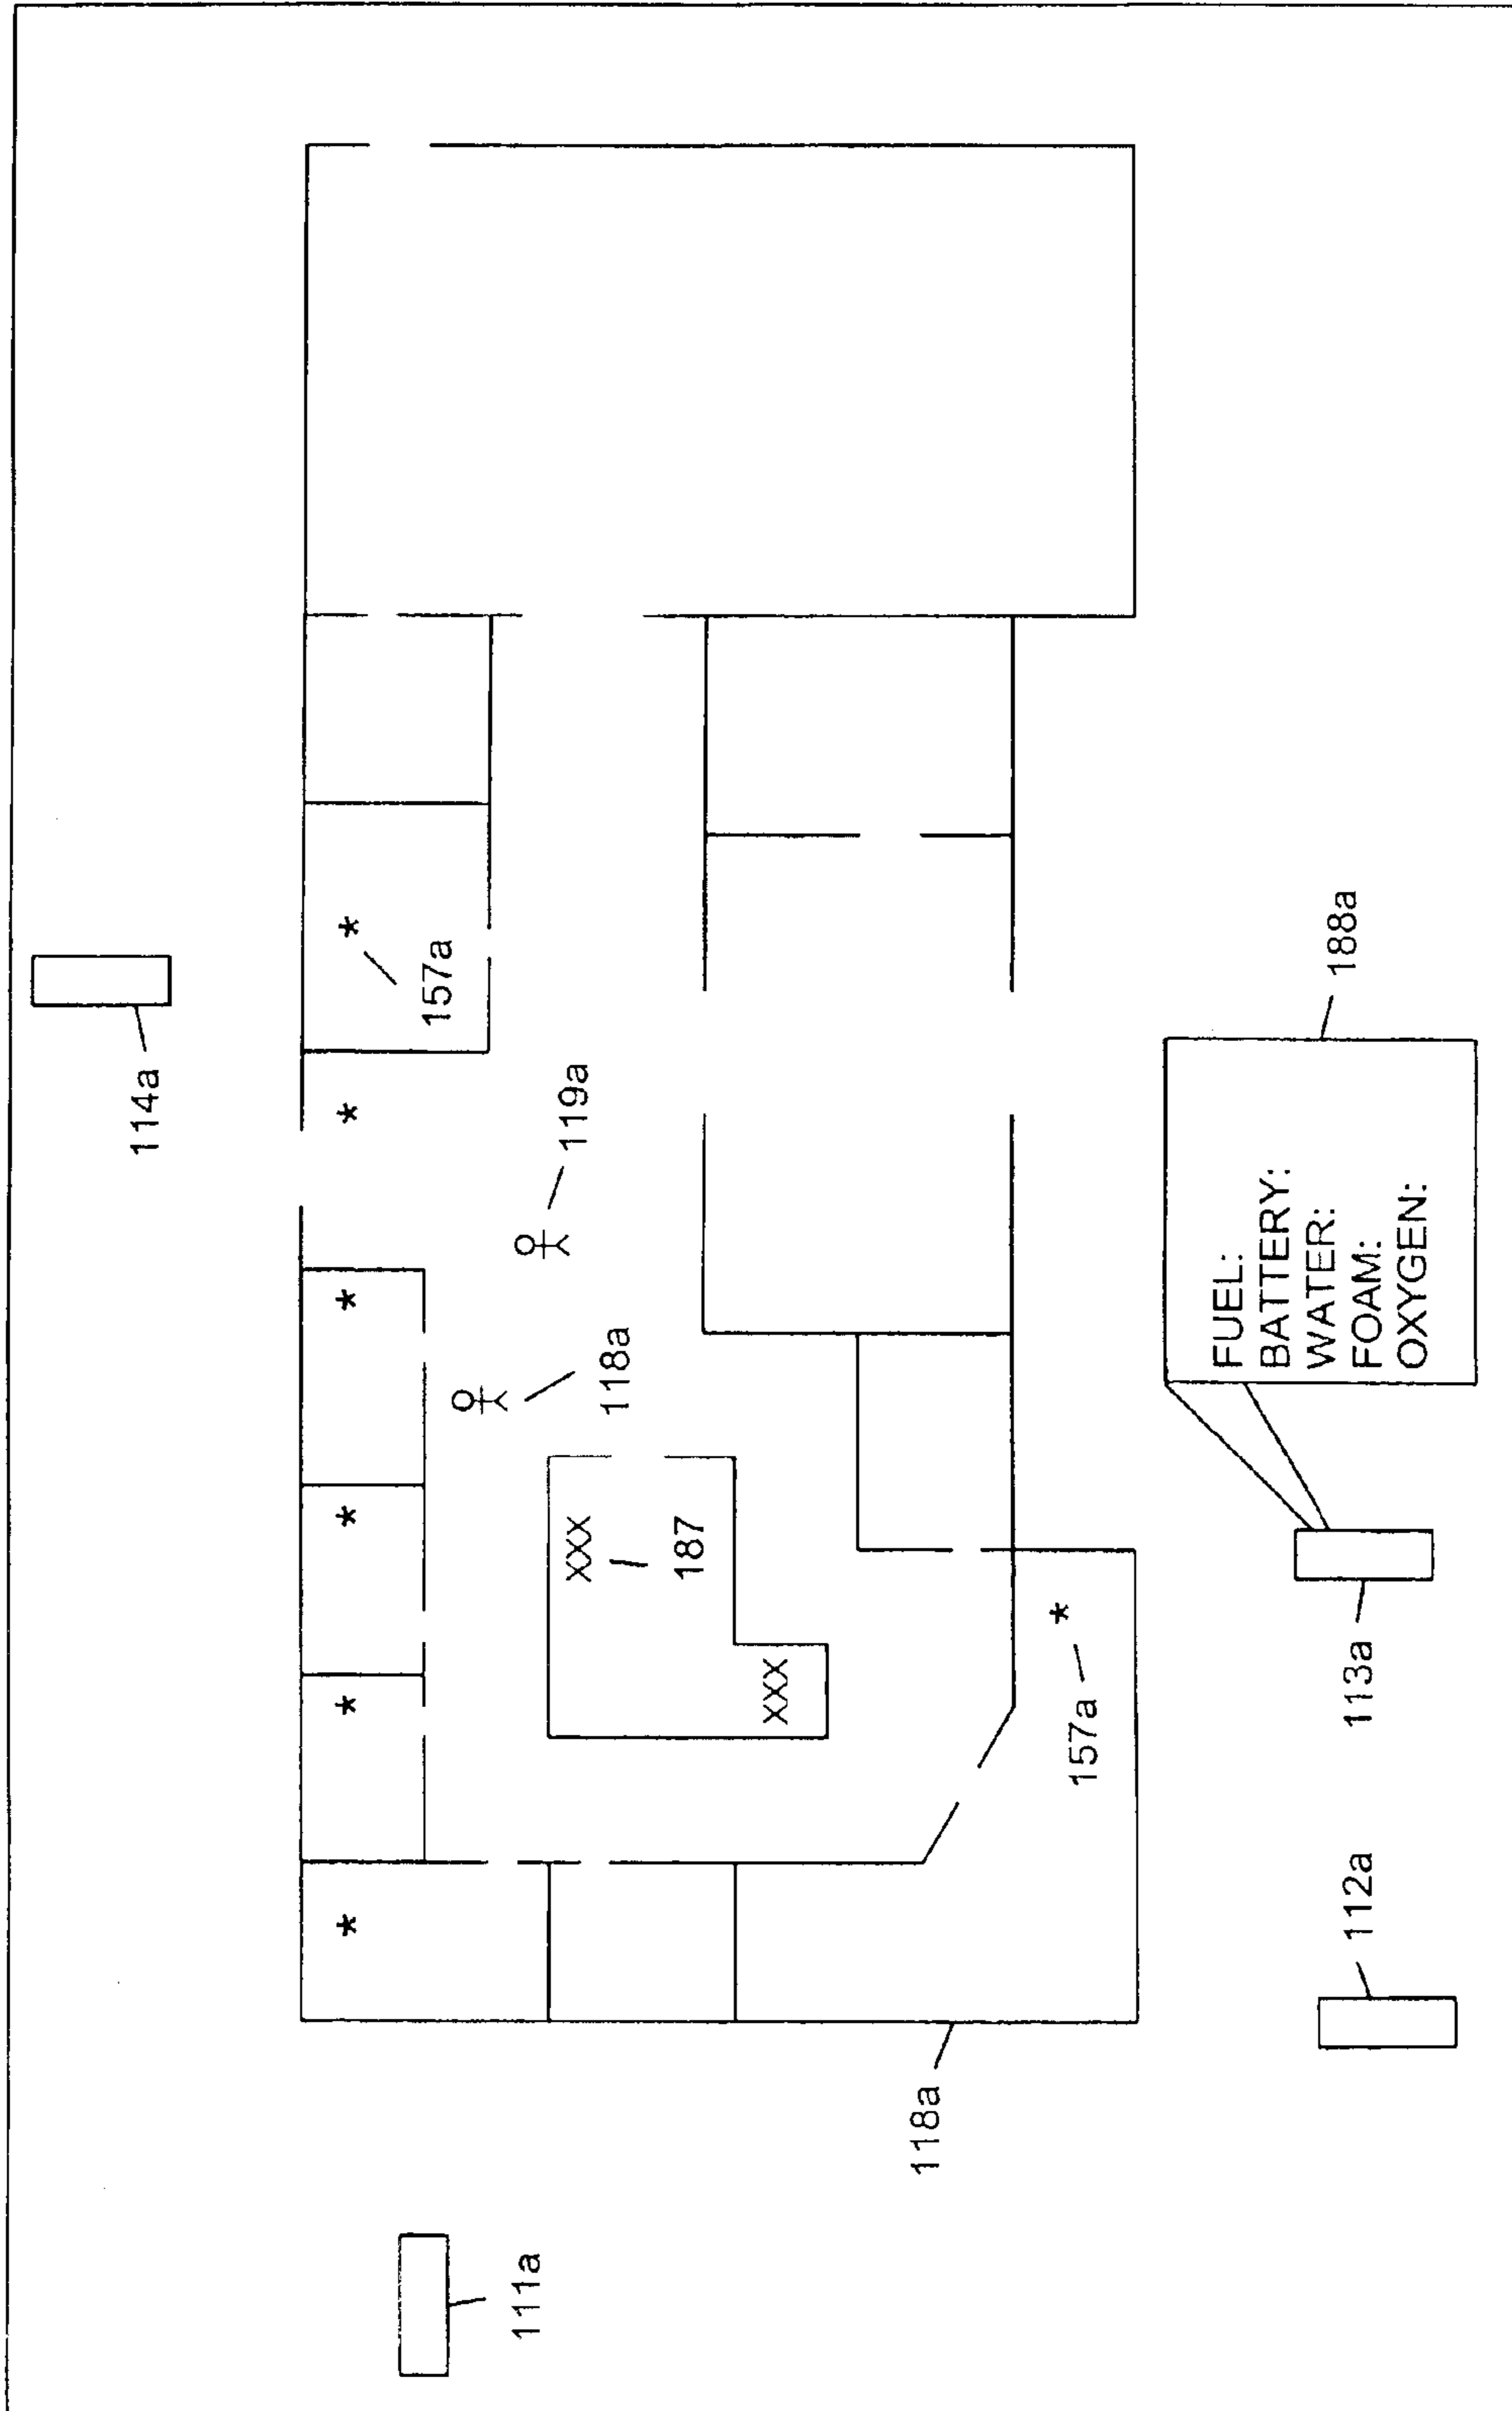 114a
* * * * * *
157a
111a
119a
XXX
118a
187
XXX
118a
*
157a
188a
FUEL:
BATTERY:
WATER:
FOAM:
OXYGEN:
112a
113a